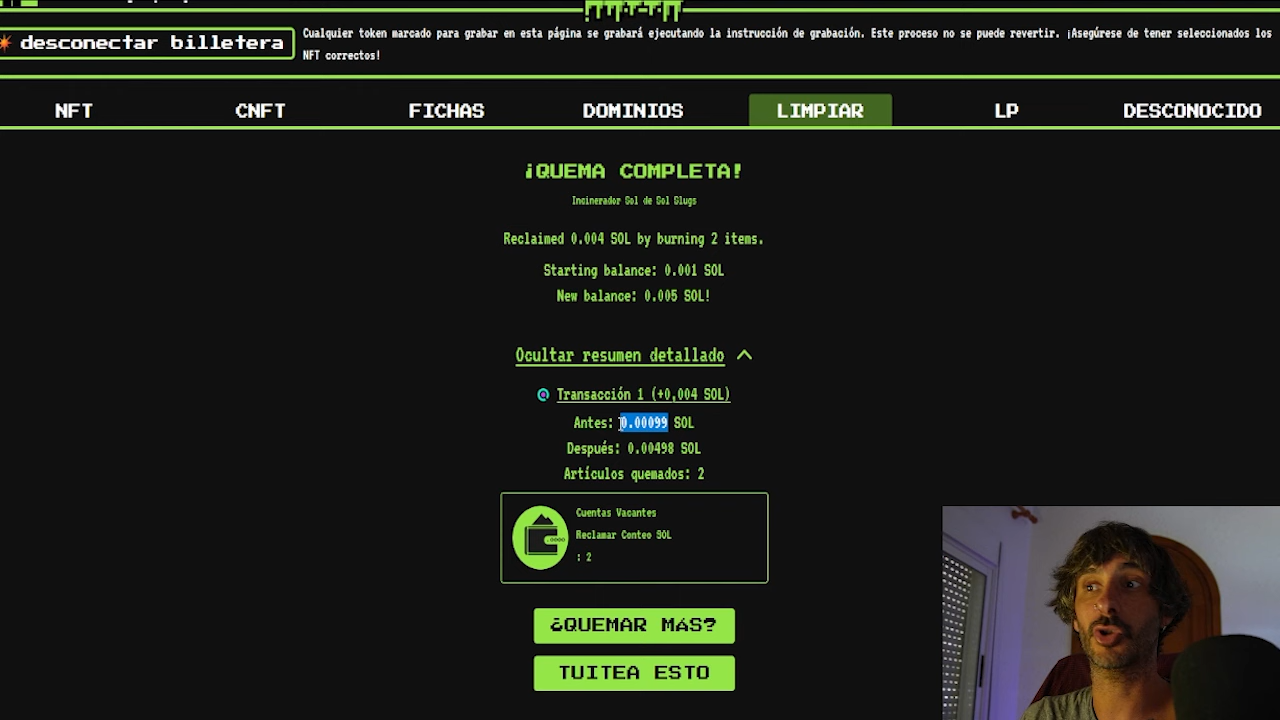 desconectar billetera
Cualquier token marcado para grabar en esta página se grabará ejecutando la instrucción de grabación. Este proceso no se puede revertir. ¡Asegúrese de tener seleccionados los
NFT correctos!
NFT CNFT FICHAS DOMINIOS LIMPIAR LP DESCONOCIDO
¡QUEMA COMPLETA!
Incinerador Sol de Sol Slugs
Reclaimed 0.004 SOL by burning 2 items.
Starting balance: 0.001 SOL
New balance: 0.005 SOL!
Ocultar resumen detallado
Transacción 1 (+0,004 SOL)
Antes: 0.00099 SOL
Después: 0.00498 SOL
Artículos quemados: 2
Cuentas Vacantes
Reclamar Conteo SOL
: 2
¿QUEMAR MÁS?
TUITEA ESTO